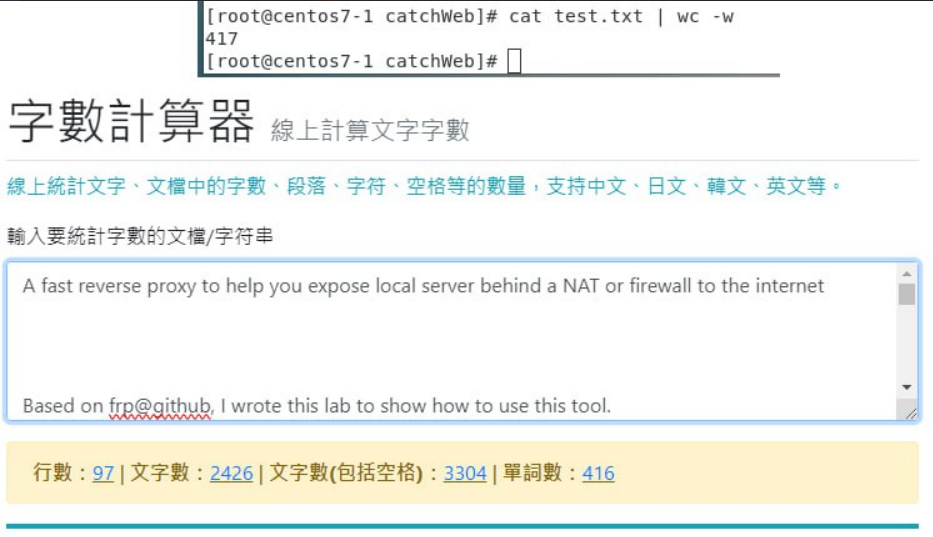 [root@centos7-1 catchWeb]# cat test.txt | wc -w
417
[root@centos7-1 catchWeb]#
字數計算器 線上計算文字字數
線上統計文字、文檔中的字數、段落、字符、空格等的數量，支持中文、日文、韓文、英文等。
輸入要統計字數的文檔/字符串
A fast reverse proxy to help you expose local server behind a NAT or firewall to the internet
Based on frp@github, I wrote this lab to show how to use this tool.
行數：97 | 文字數：2426 | 文字數(包括空格)：3304 | 單詞數：416